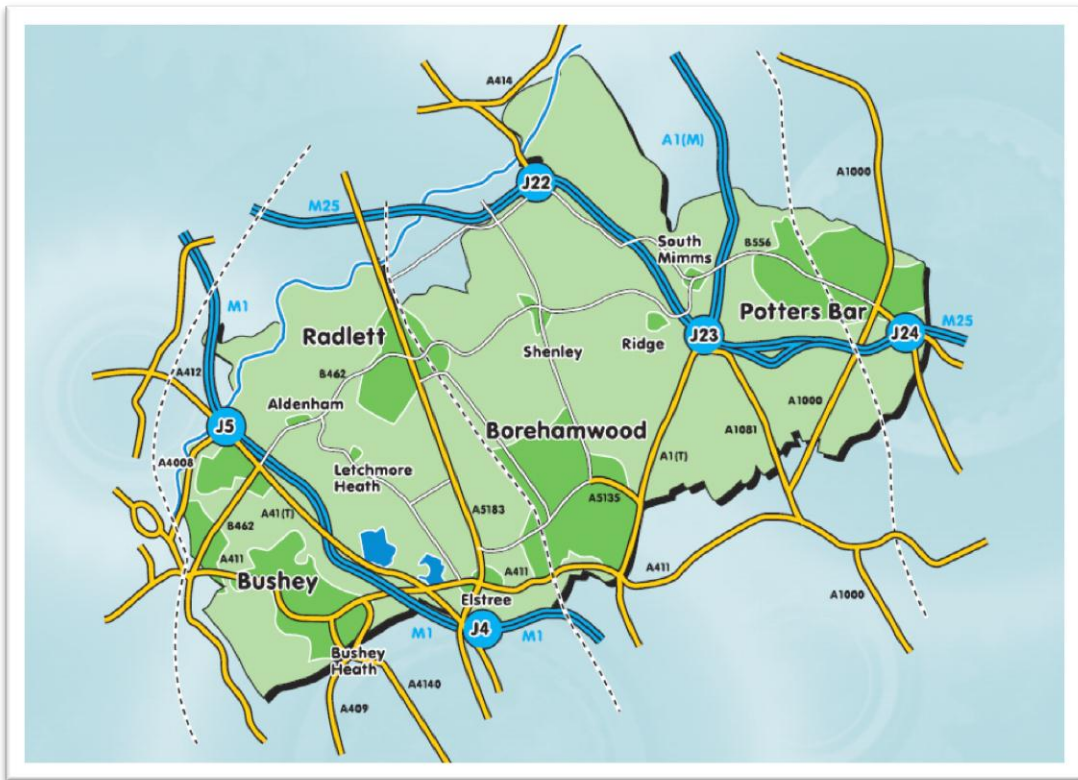 A414
A1(M)
A1000
J22
M25
South
Mimms
B556
M1
Potters Bar
Radlett
J23
J24
M25
Shenley
Ridge
A412
B462
Aldenham
A1000
J5
Borehamwood
A1081
A4008
Letchmore
Heath
A1(T)
A5135
A41(T)
A5183
B462
A411
Bushey
A411
A411
Elstree
A1000
M1
J4
M1
Bushey
Heath
A4140
A409